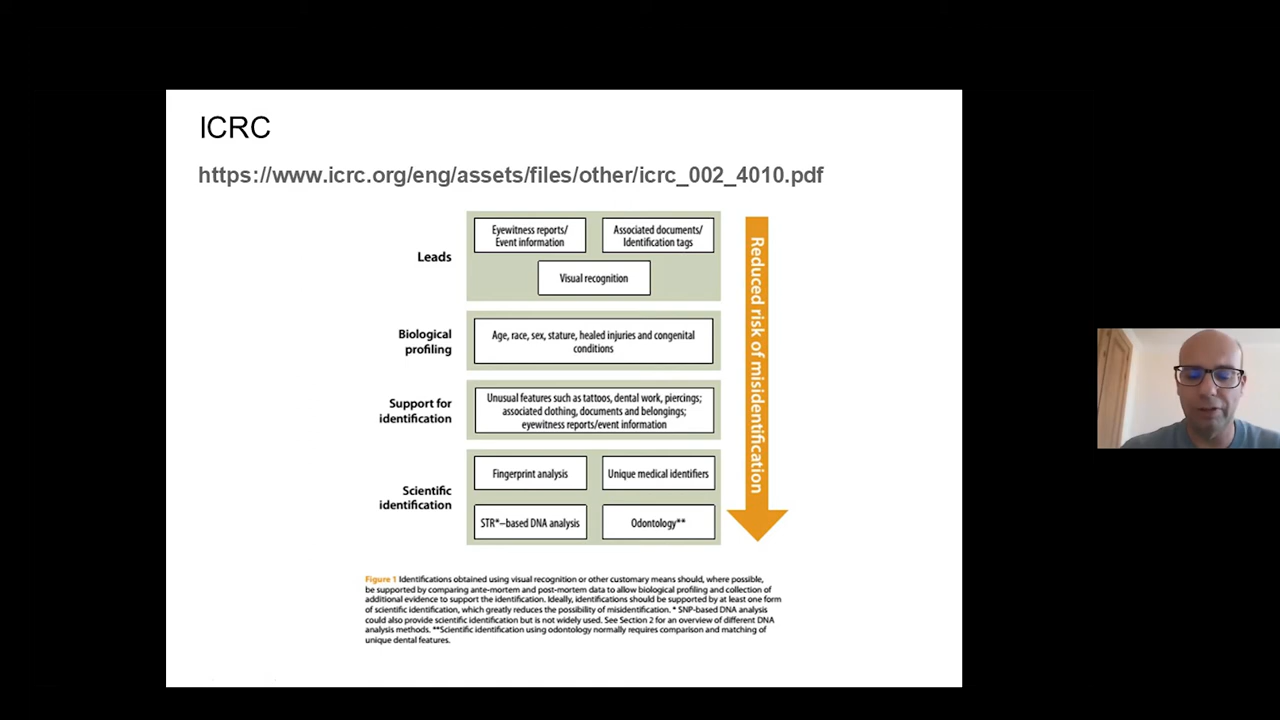 ICRC
https://www.icrc.org/eng/assets/files/other/icrc_002_4010.pdf
Leads
Eyewitness reports/
Event information
Associated documents/
Identification tags
Visual recognition
Biological
profiling
Age, race, sex, stature, healed injuries and congenital
conditions
Support for
identification
Unusual features such as tattoos, dental work, piercings;
associated clothing, documents and belongings;
eyewitness reports/event information
Scientific
identification
Fingerprint analysis
Unique medical identifiers
STR*–based DNA analysis
Odontology**
Reduced risk of misidentification
Figure 1 Identifications obtained using visual recognition or other customary means should, where possible,
be supported by comparing ante-mortem and post-mortem data to allow biological profiling and collection of
additional evidence to support the identification. Ideally, identifications should be supported by at least one form
of scientific identification, which greatly reduces the possibility of misidentification. * SNP-based DNA analysis
could also provide scientific identification but is not widely used. See Section 2 for an overview of different DNA
analysis methods. **Scientific identification using odontology normally requires comparison and matching of
unique dental features.